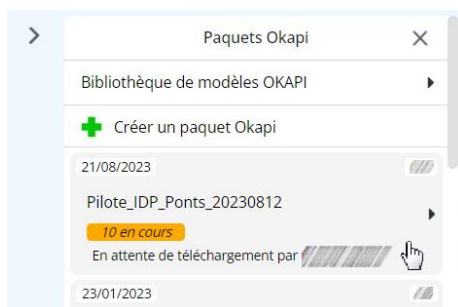 Paquets Okapi
Bibliothèque de modèles OKAPI
Créer un paquet Okapi
21/08/2023
Pilote_IDP_Ponts_20230812
10 en cours
En attente de téléchargement par
23/01/2023